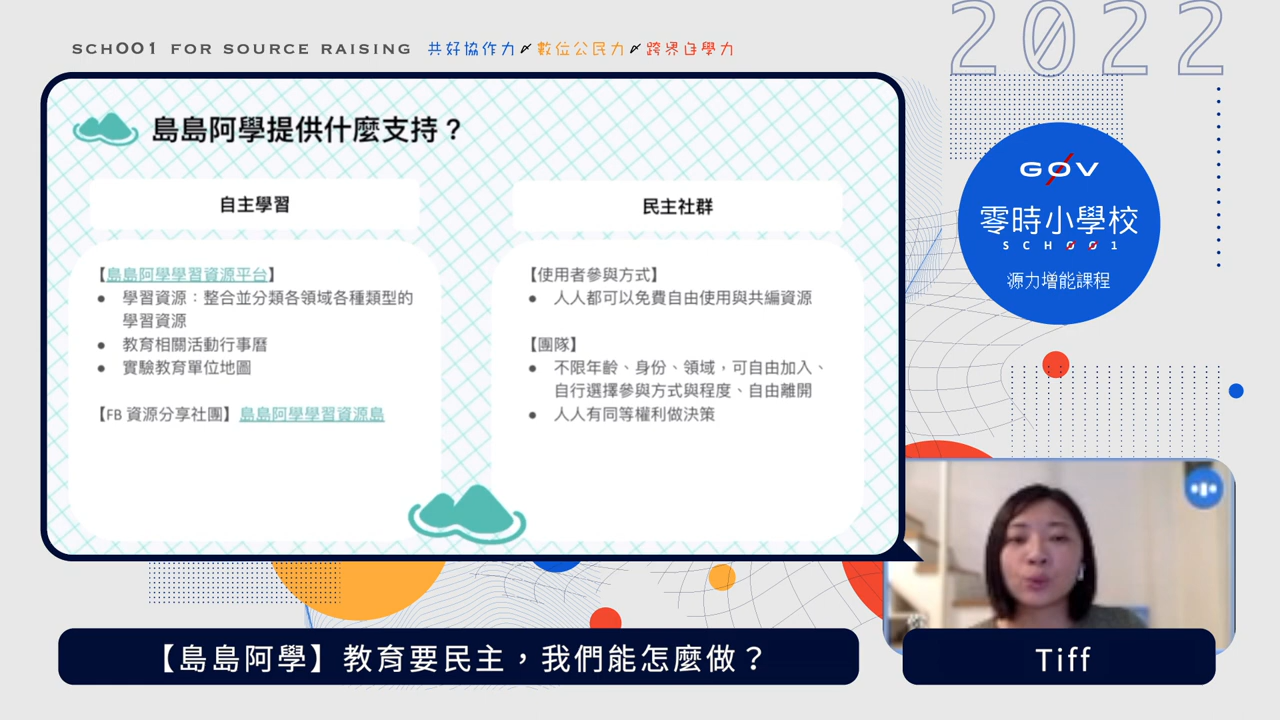 SCHOO1 FOR SOURCE RAISING 共好協作力 〆 數位公民力 〆 跨界自學力
2022
島島阿學提供什麼支持？
自主學習
【島島阿學學習資源平台】
● 學習資源：整合並分類各領域各種類型的
學習資源
● 教育相關活動行事曆
● 實驗教育單位地圖
【FB 資源分享社團】島島阿學學習資源島
民主社群
【使用者參與方式】
● 人人都可以免費自由使用與共編資源
【團隊】
● 不限年齡、身份、領域，可自由加入、
自行選擇參與方式與程度、自由離開
● 人人有同等權利做決策
G0V
零時小學校
SCHOO1
源力增能課程
【島島阿學】教育要民主，我們能怎麼做？
Tiff